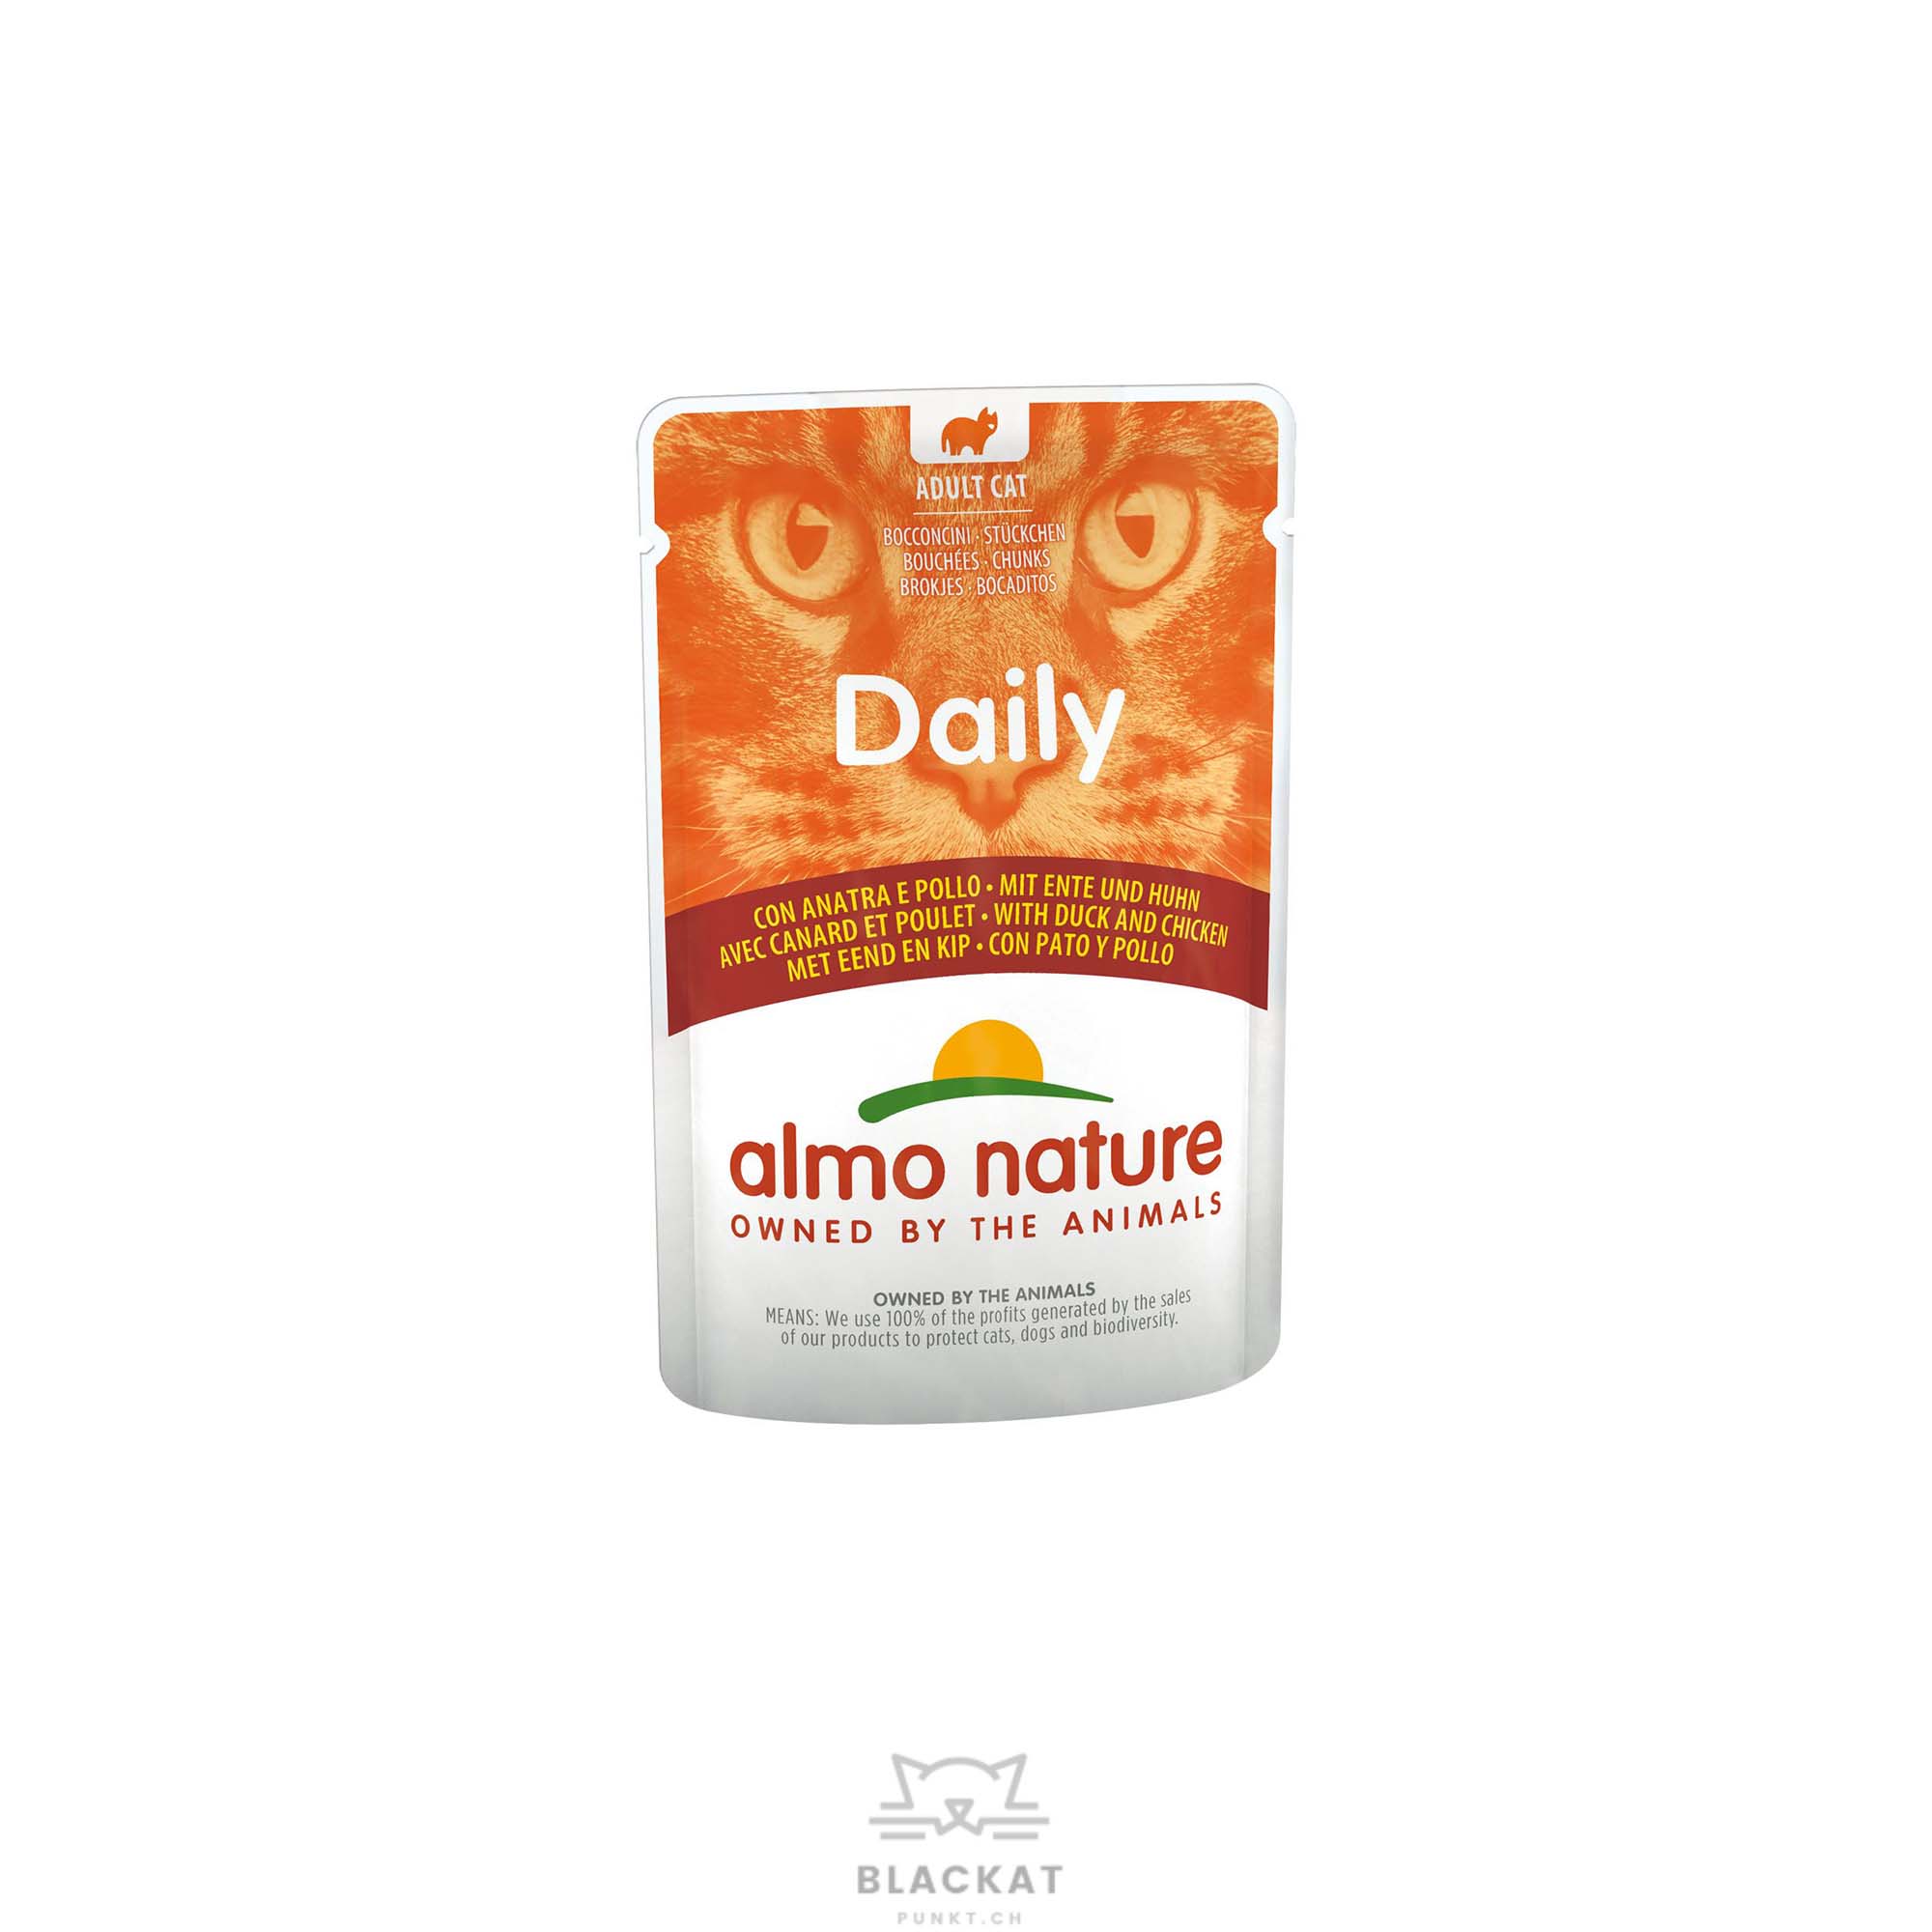 ADULT CAT
BOCCONCINI · STÜCKCHEN
BOUCHÉES · CHUNKS
BROKJES · BOCADITOS
Daily
CON ANATRA E POLLO • MIT ENTE UND HUHN
AVEC CANARD ET POULET • WITH DUCK AND CHICKEN
MET EEND EN KIP • CON PATO Y POLLO
almo nature
OWNED BY THE ANIMALS
OWNED BY THE ANIMALS
MEANS: We use 100% of the profits generated by the sales
of our products to protect cats, dogs and biodiversity.
BLACKAT
PUNKT.CH